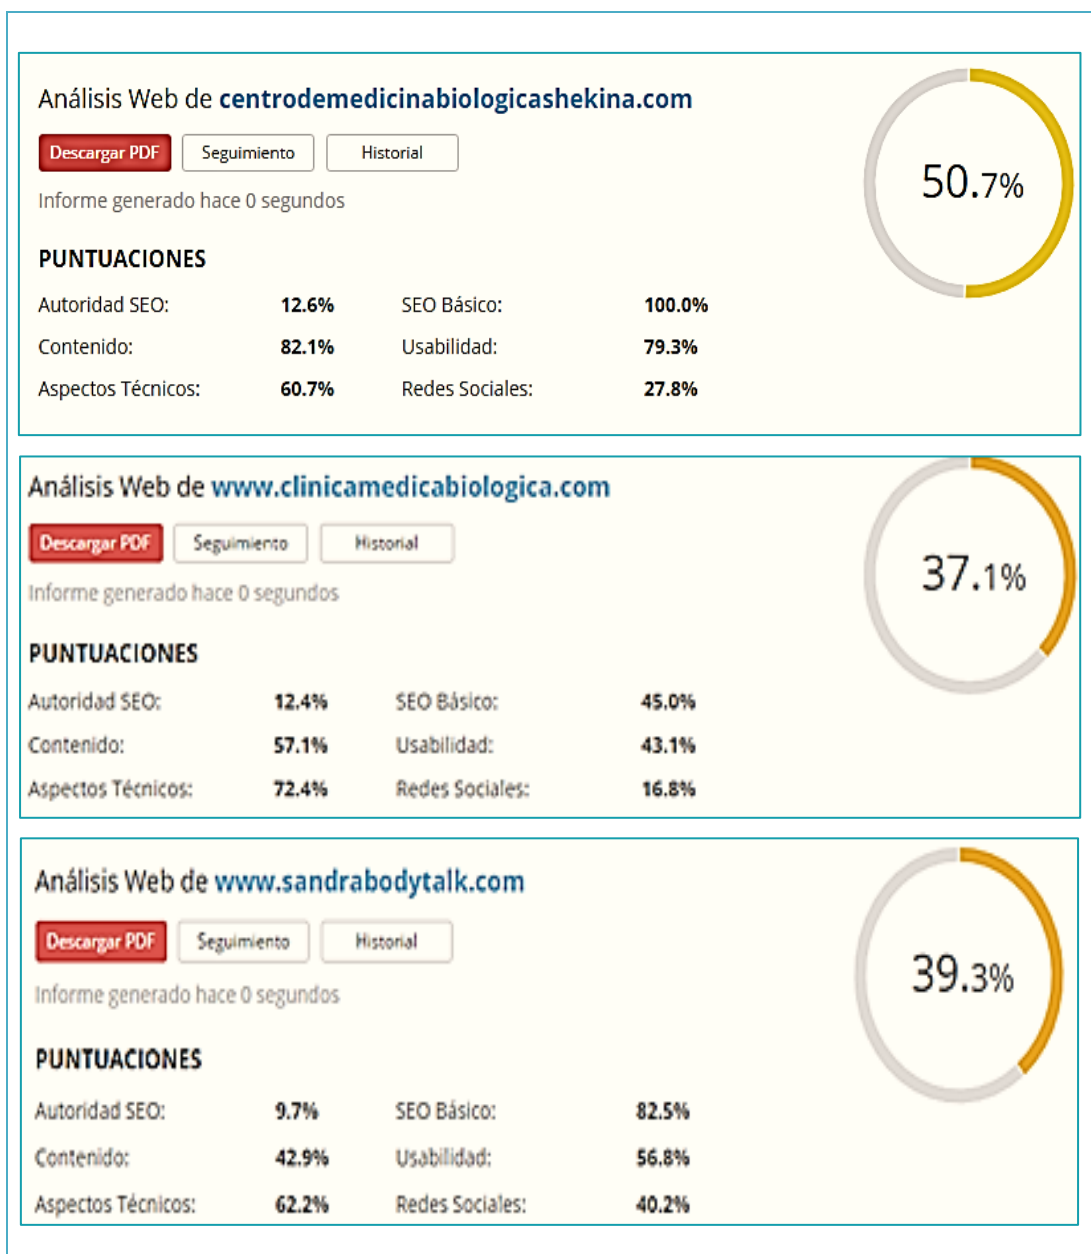 Análisis Web de centrodemedicinabiologicashekina.com
Descargar PDF Seguimiento Historial
Informe generado hace 0 segundos
50.7%
PUNTUACIONES
Autoridad SEO: 12.6% SEO Básico: 100.0%
Contenido: 82.1% Usabilidad: 79.3%
Aspectos Técnicos: 60.7% Redes Sociales: 27.8%
Análisis Web de www.clinicamedicabiologica.com
Descargar PDF Seguimiento Historial
Informe generado hace 0 segundos
37.1%
PUNTUACIONES
Autoridad SEO: 12.4% SEO Básico: 45.0%
Contenido: 57.1% Usabilidad: 43.1%
Aspectos Técnicos: 72.4% Redes Sociales: 16.8%
Análisis Web de www.sandrabodytalk.com
Descargar PDF Seguimiento Historial
Informe generado hace 0 segundos
39.3%
PUNTUACIONES
Autoridad SEO: 9.7% SEO Básico: 82.5%
Contenido: 42.9% Usabilidad: 56.8%
Aspectos Técnicos: 62.2% Redes Sociales: 40.2%